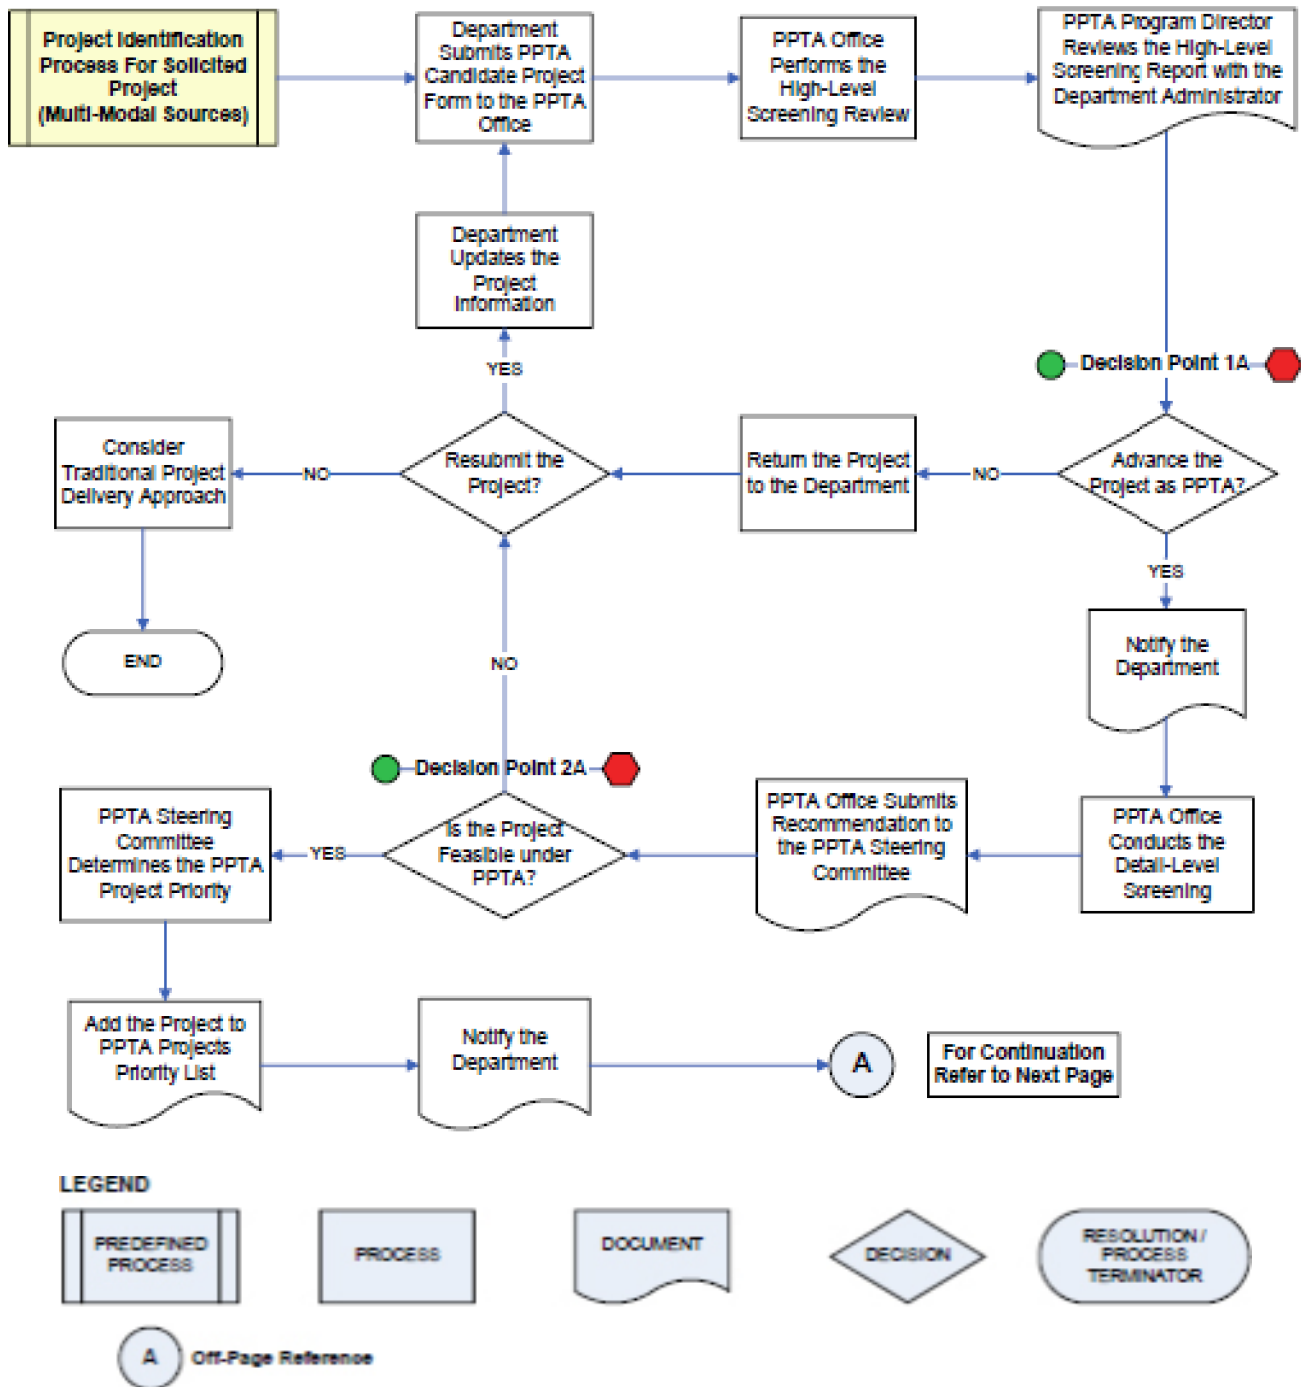 Project Identification
Process For Solicited
Project
(Multi-Modal Sources)
Department
Submits PPTA
Candidate Project
Form to the PPTA
Office
PPTA Office
Performs the
High-Level
Screening Review
PPTA Program Director
Reviews the High-Level
Screening Report with the
Department Administrator
Department
Updates the
Project
Information
Decision Point 1A
YES
Consider
Traditional Project
Delivery Approach
NO
Resubmit the
Project?
Return the Project
to the Department
NO
Advance the
Project as PPTA?
YES
END
NO
Notify the
Department
Decision Point 2A
PPTA Steering
Committee
Determines the PPTA
Project Priority
YES
Is the Project
Feasible under
PPTA?
PPTA Office Submits
Recommendation to
the PPTA Steering
Committee
PPTA Office
Conducts the
Detail-Level
Screening
Add the Project to
PPTA Projects
Priority List
Notify the
Department
A
For Continuation
Refer to Next Page
LEGEND
PREDEFINED
PROCESS
PROCESS
DOCUMENT
DECISION
RESOLUTION /
PROCESS
TERMINATOR
A
Off-Page Reference